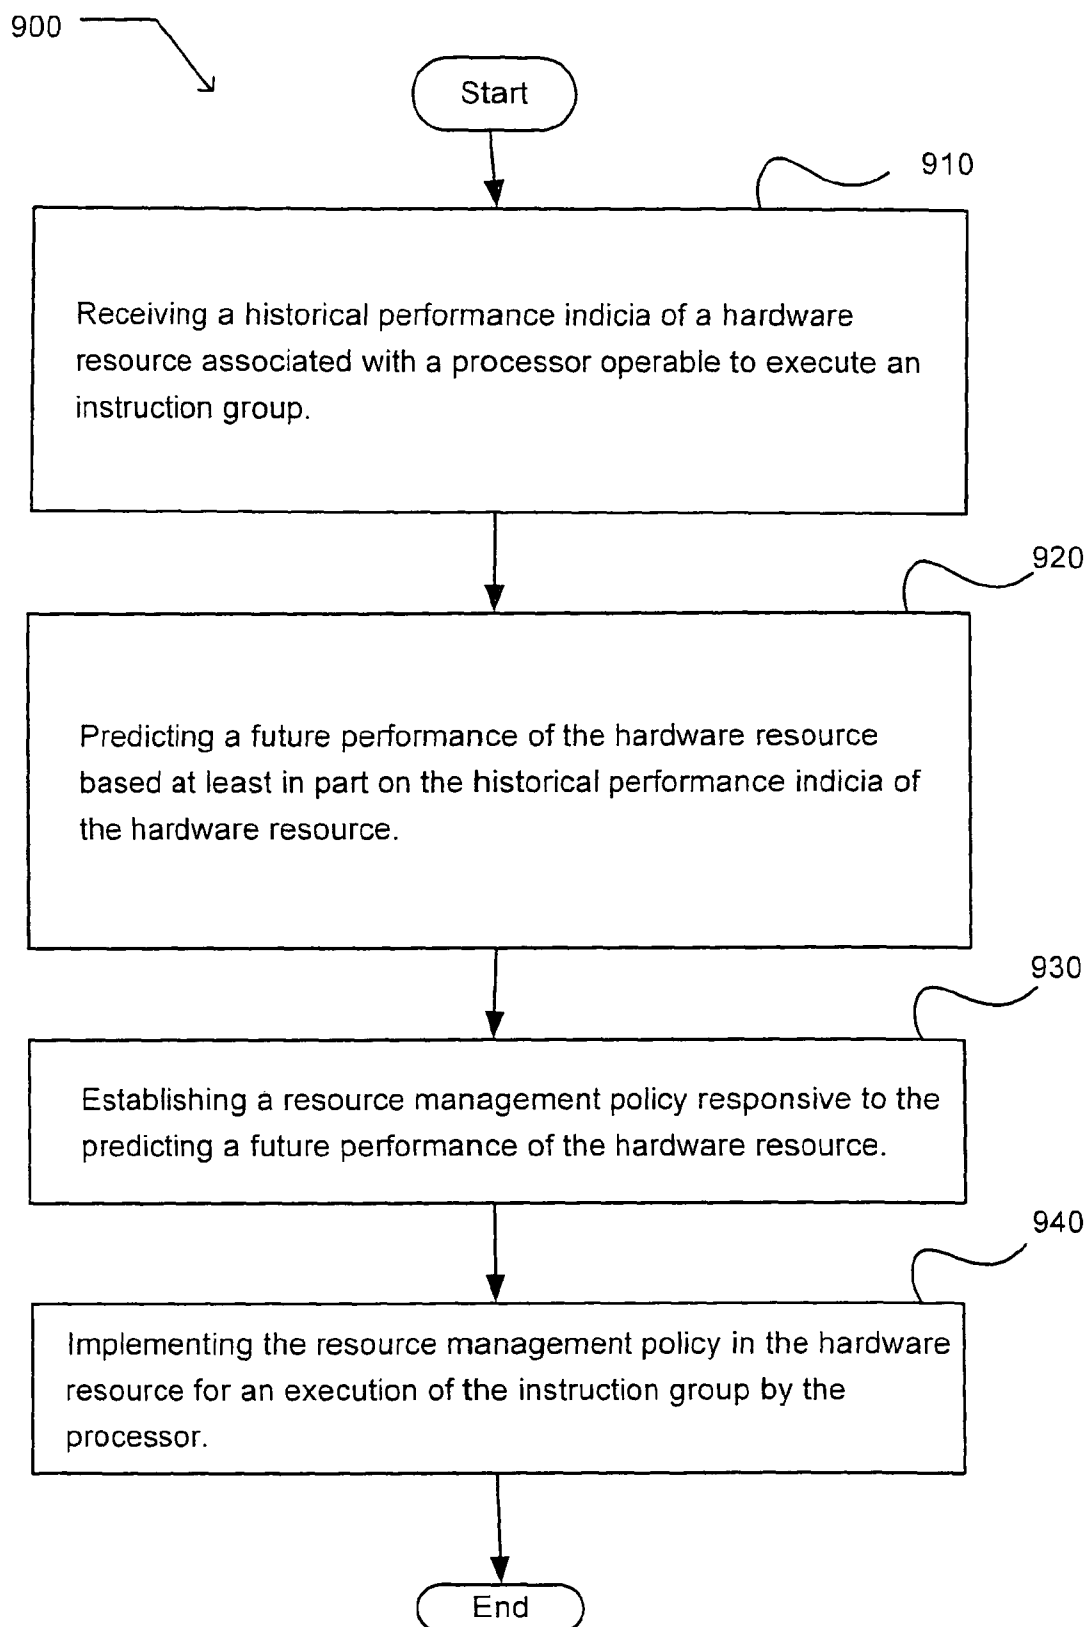 900
Start
910
Receiving a historical performance indicia of a hardware
resource associated with a processor operable to execute an
instruction group.
920
Predicting a future performance of the hardware resource
based at least in part on the historical performance indicia of
the hardware resource.
930
Establishing a resource management policy responsive to the
predicting a future performance of the hardware resource.
940
Implementing the resource management policy in the hardware
resource for an execution of the instruction group by the
processor.
End